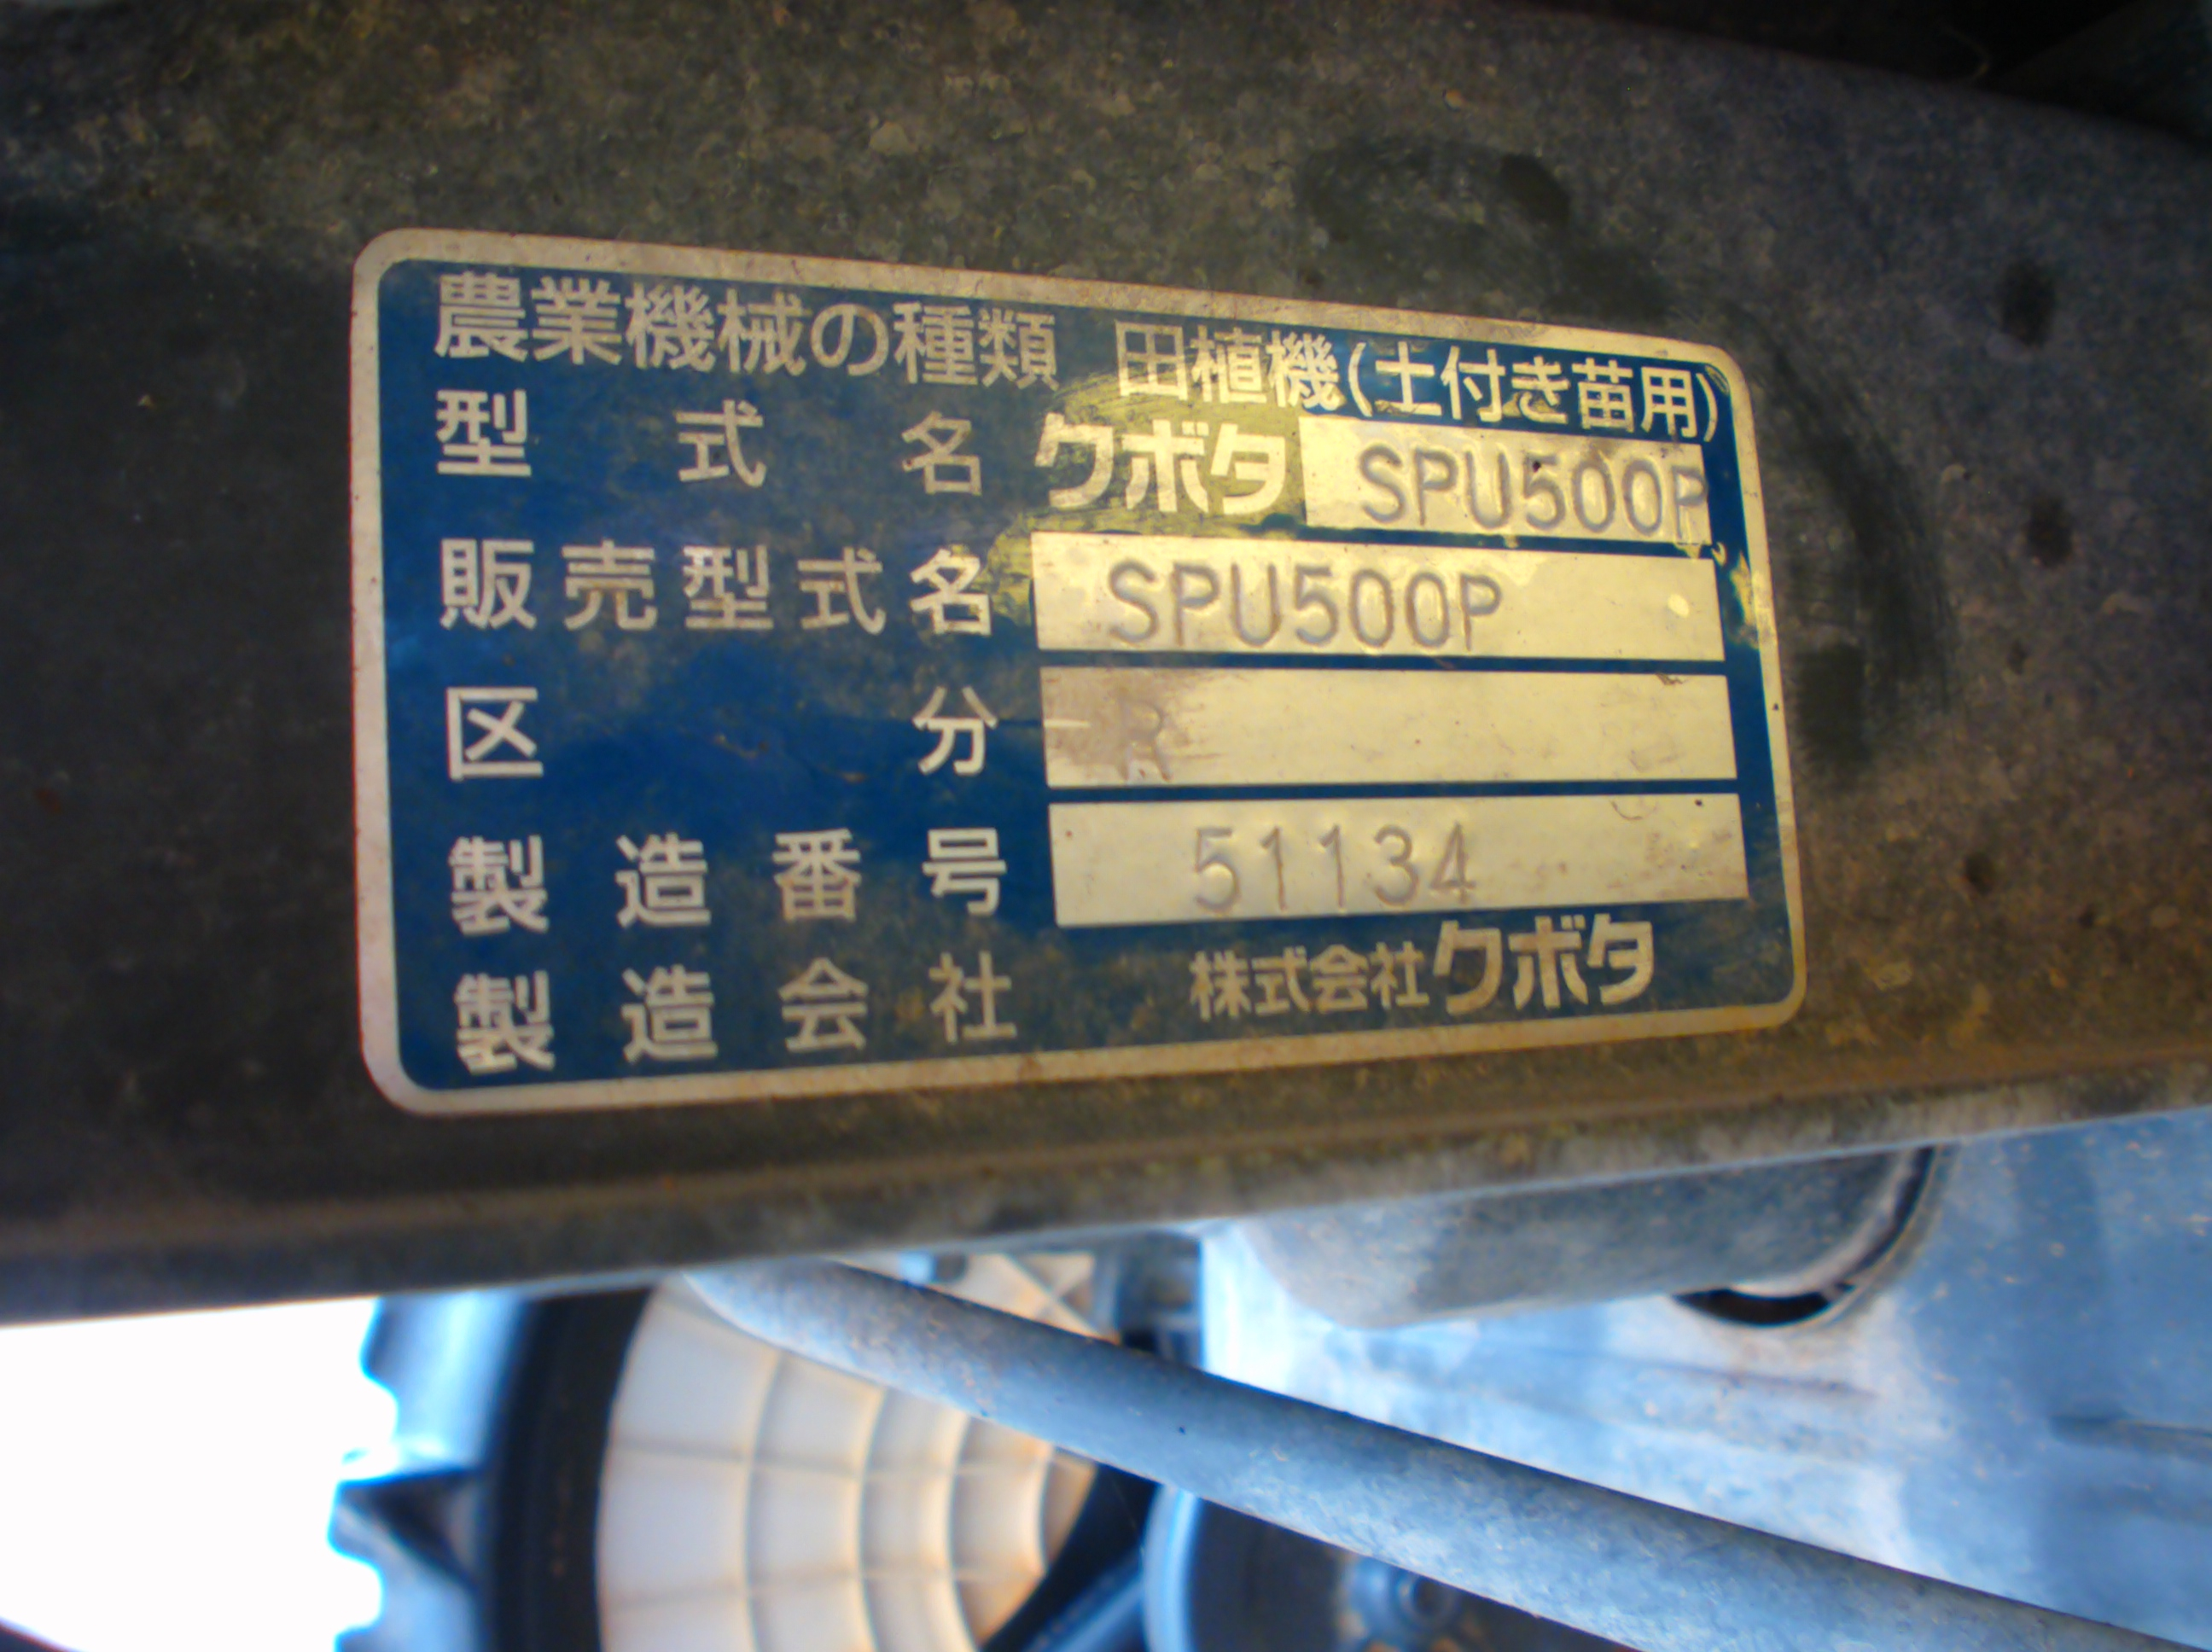 農業機械の種類 田植機(土付き苗用)
型式名 クボタ SPU500P
販売型式名 SPU500P
区分 R
製造番号 51134
製造会社 株式会社クボタ